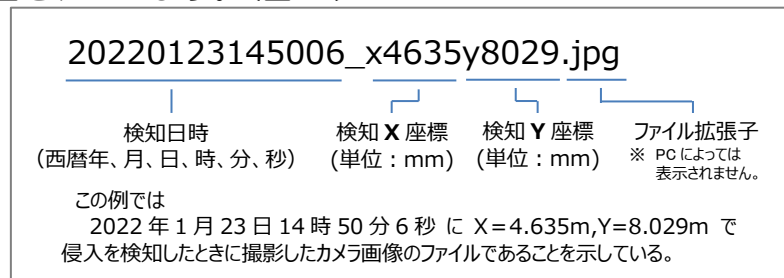 20220123145006_x4635y8029.jpg
検知日時
(西暦年、月、日、時、分、秒)
検知 X 座標
(単位:mm)
検知 Y 座標
(単位:mm)
ファイル拡張子
※ PC によっては
表示されません。
この例では
2022 年 1 月 23 日 14 時 50 分 6 秒 に X=4.635m,Y=8.029m で
侵入を検知したときに撮影したカメラ画像のファイルであることを示している。